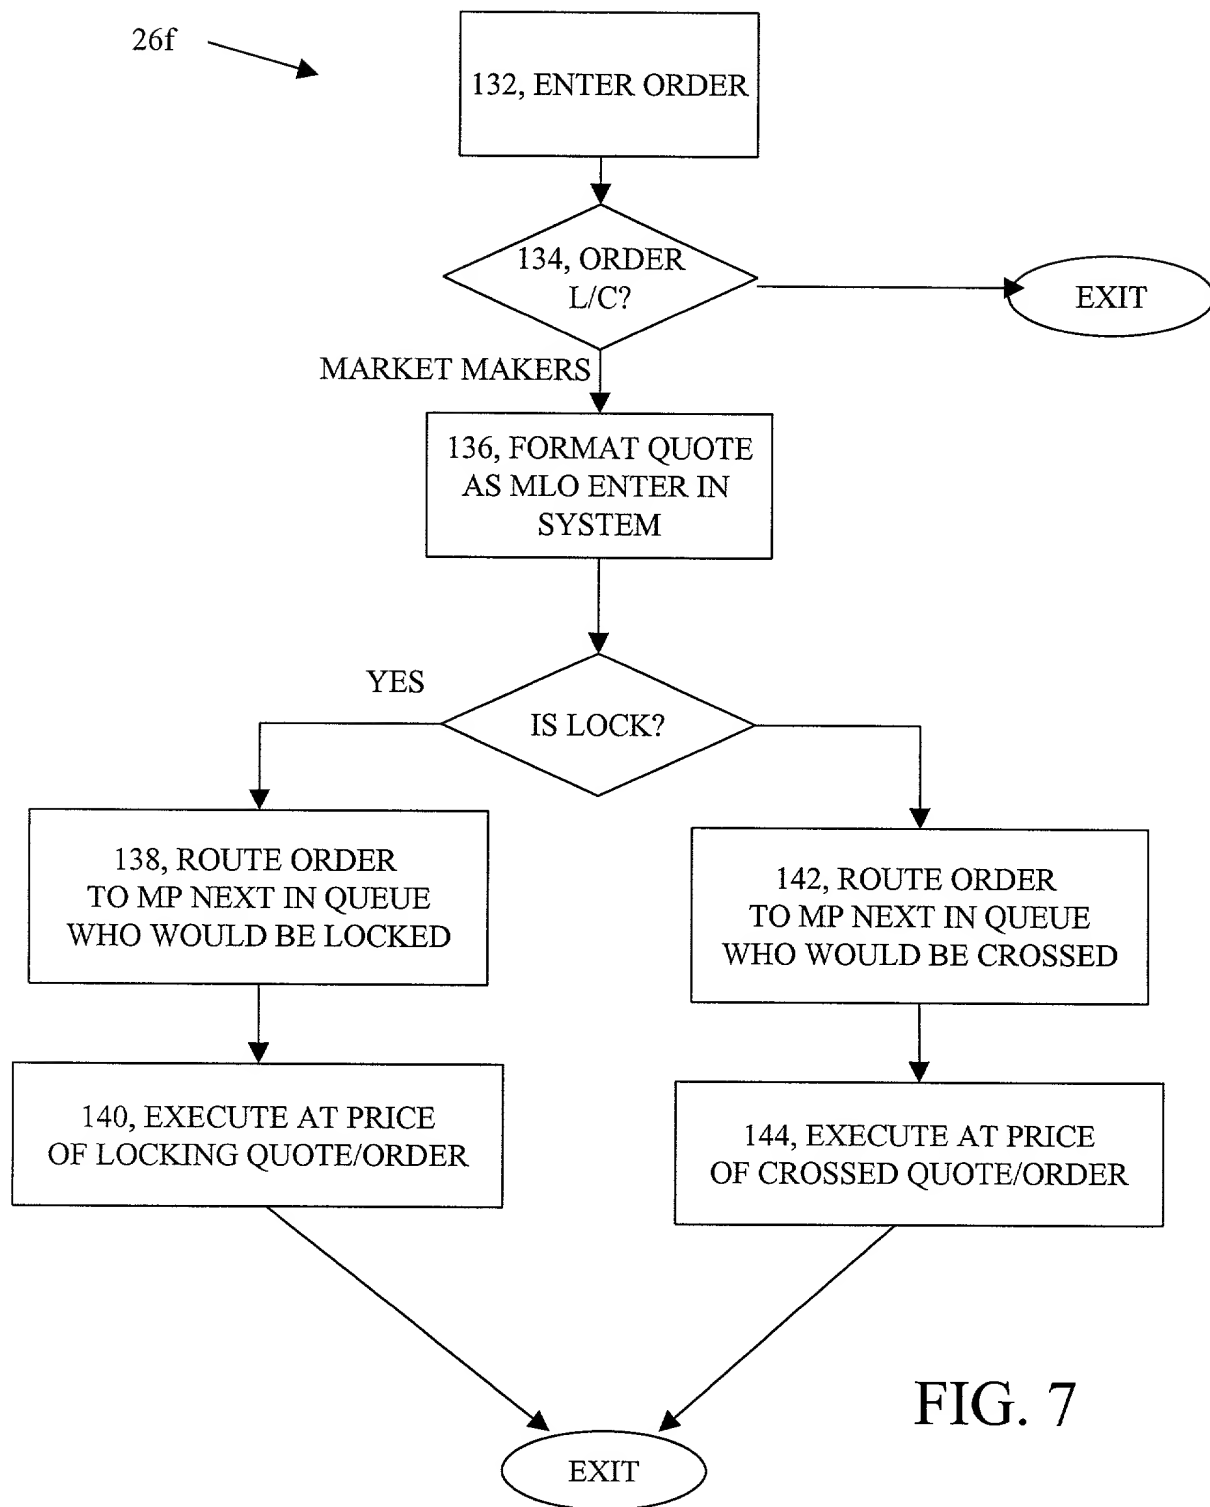 26f
132, ENTER ORDER
134, ORDER
L/C?
EXIT
MARKET MAKERS
136, FORMAT QUOTE
AS MLO ENTER IN
SYSTEM
YES
IS LOCK?
138, ROUTE ORDER
TO MP NEXT IN QUEUE
WHO WOULD BE LOCKED
142, ROUTE ORDER
TO MP NEXT IN QUEUE
WHO WOULD BE CROSSED
140, EXECUTE AT PRICE
OF LOCKING QUOTE/ORDER
144, EXECUTE AT PRICE
OF CROSSED QUOTE/ORDER
FIG. 7
EXIT